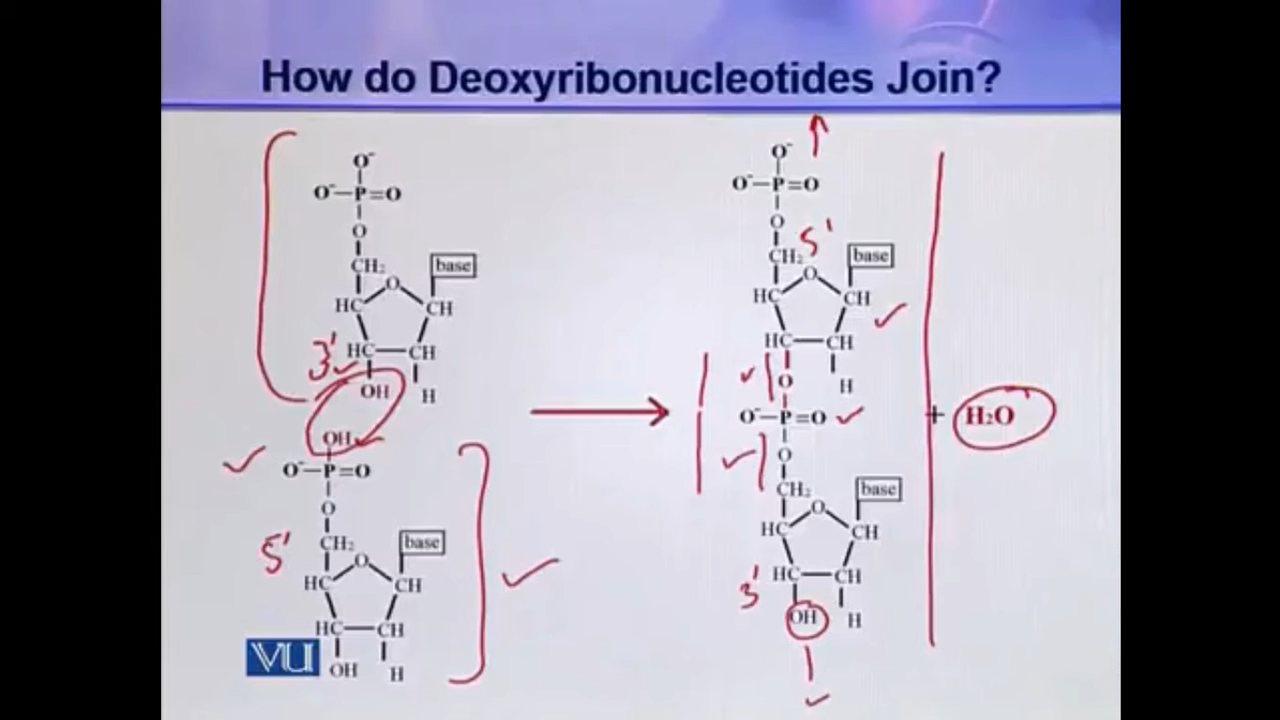 How do Deoxyribonucleotides Join?
O⁻
O⁻—P=O
O
CH₂
base
O
HC
CH
3'
HC—CH
OH
H
OH
O⁻—P=O
O
5'
CH₂
base
O
HC
CH
HC—CH
OH
H
VU
O⁻
O⁻—P=O
O
5'
CH₂
base
O
HC
CH
HC—CH
O
H
O⁻—P=O
O
CH₂
base
O
HC
CH
3'
HC—CH
OH
H
+ H₂O